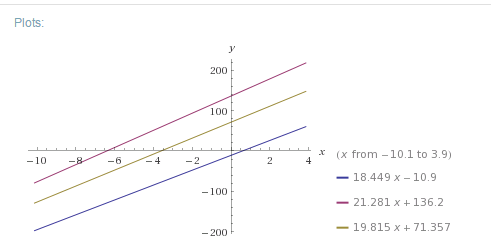 Plots:
y
200
100
x
−10
−8
−6
−4
−2
2
4
−100
−200
(x from −10.1 to 3.9)
18.449 x − 10.9
21.281 x + 136.2
19.815 x + 71.357